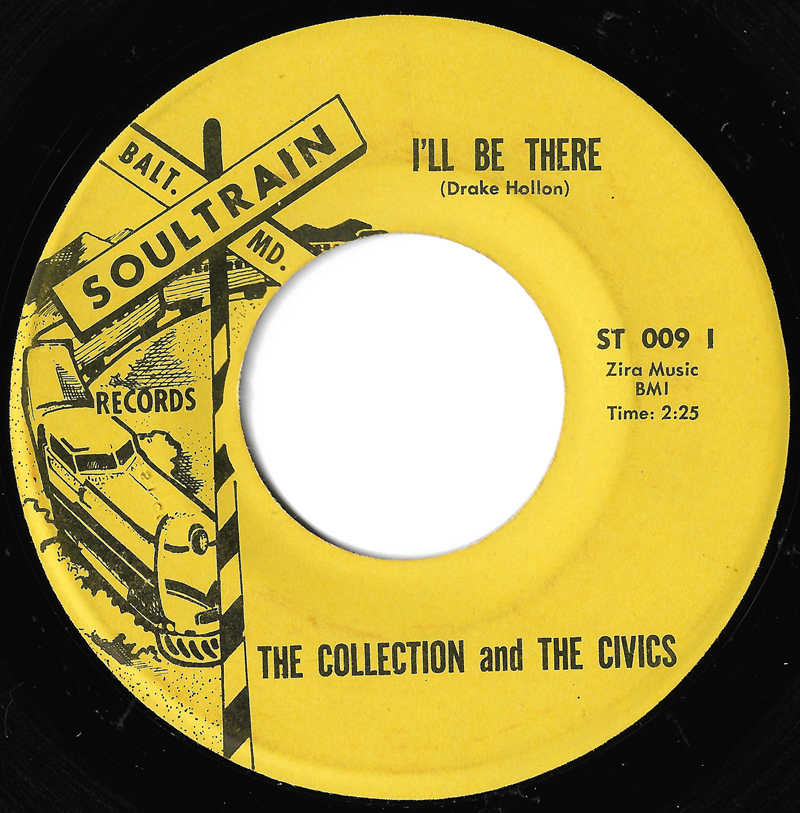 BALT.
SOULTRAIN
MD.
RECORDS
I'LL BE THERE
(Drake Hollon)
ST 009 1
Zira Music
BMI
Time: 2:25
THE COLLECTION and THE CIVICS